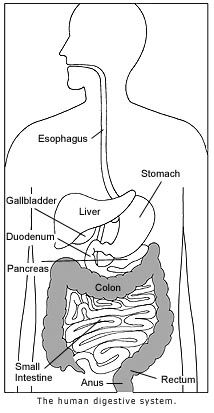 Esophagus
Stomach
Gallbladder
Liver
Duodenum
Pancreas
Colon
Small
Intestine
Anus
Rectum
The human digestive system.